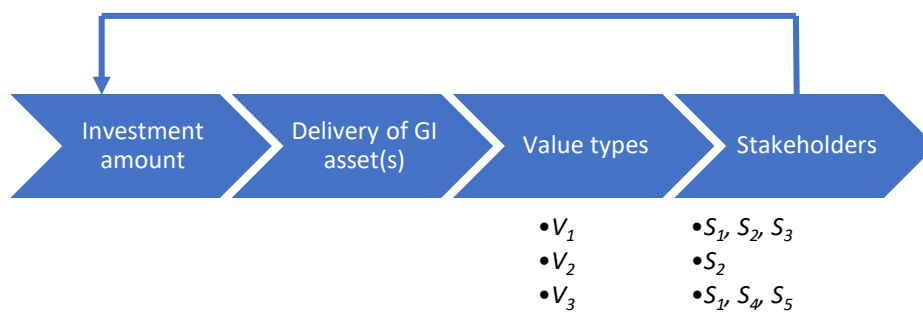 Investment amount
Delivery of GI asset(s)
Value types
Stakeholders
•V1
•V2
•V3
•S1, S2, S3
•S2
•S1, S4, S5